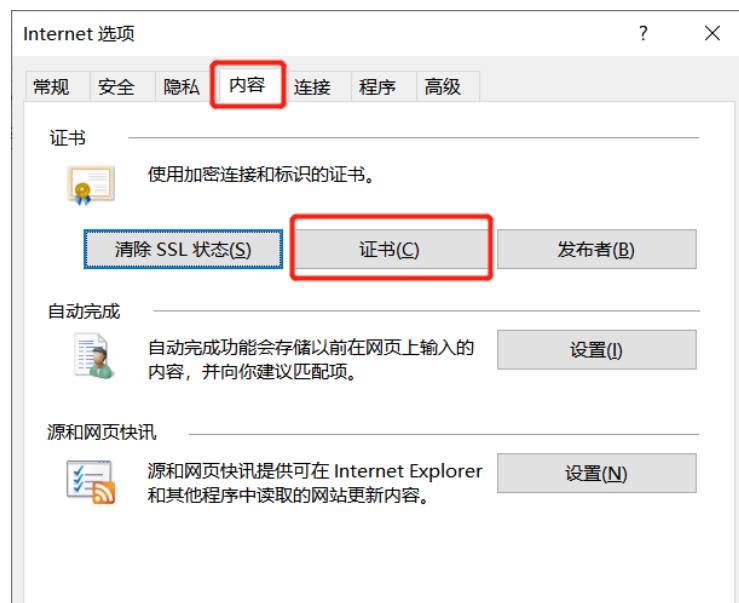 Internet 选项
?
常规 安全 隐私 内容 连接 程序 高级
证书
使用加密连接和标识的证书。
清除 SSL 状态(S) 证书(C) 发布者(B)
自动完成
自动完成功能会存储以前在网页上输入的 设置(I)
内容，并向你建议匹配项。
源和网页快讯
源和网页快讯提供可在 Internet Explorer 设置(N)
和其他程序中读取的网站更新内容。